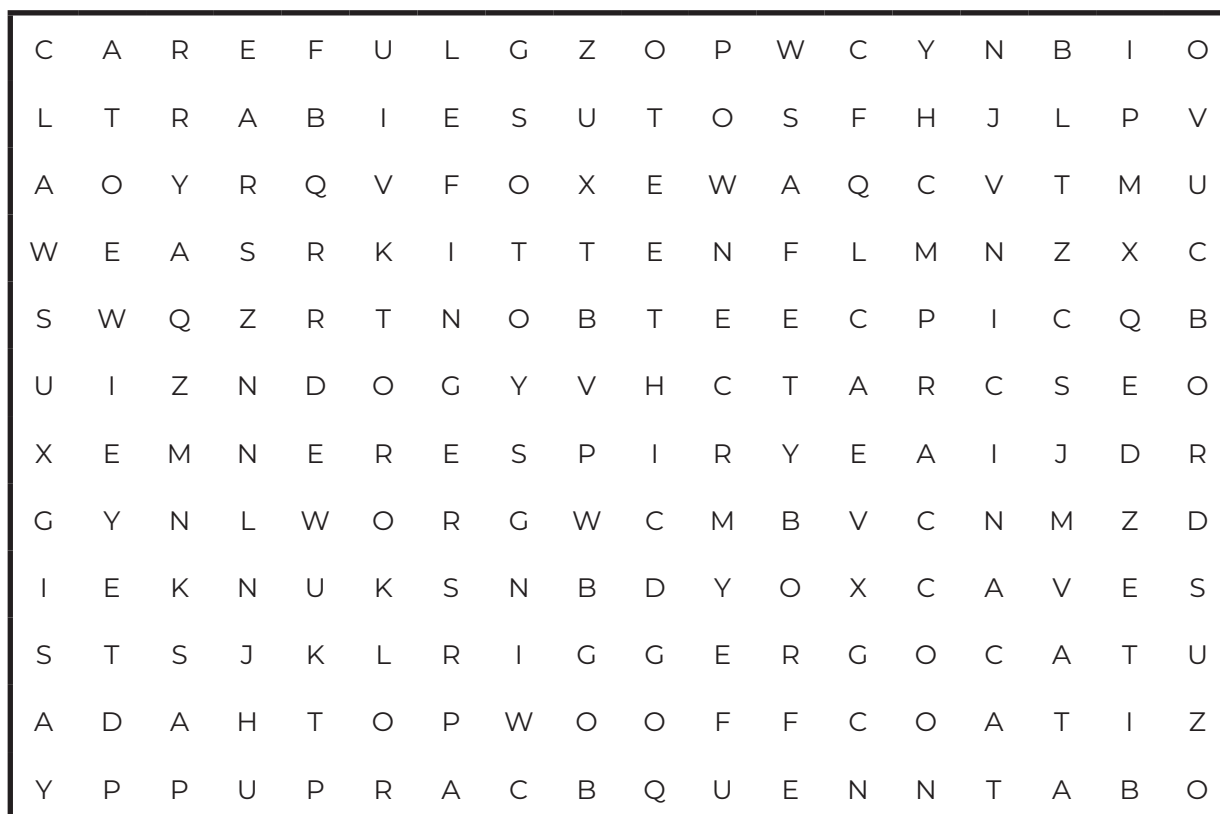 C A R E F U L G Z O P W C Y N B I O
L T R A B I E S U T O S F H J L P V
A O Y R Q V F O X E W A Q C V T M U
W E A S R K I T T E N F L M N Z X C
S W Q Z R T N O B T E E C P I C Q B
U I Z N D O G Y V H C T A R C S E O
X E M N E R E S P I R Y E A I J D R
G Y N L W O R G W C M B V C N M Z D
I E K N U K S N B D Y O X C A V E S
S T S J K L R I G G E R G O C A T U
A D A H T O P W O O F F C O A T I Z
Y P P U P R A C B Q U E N N T A B O